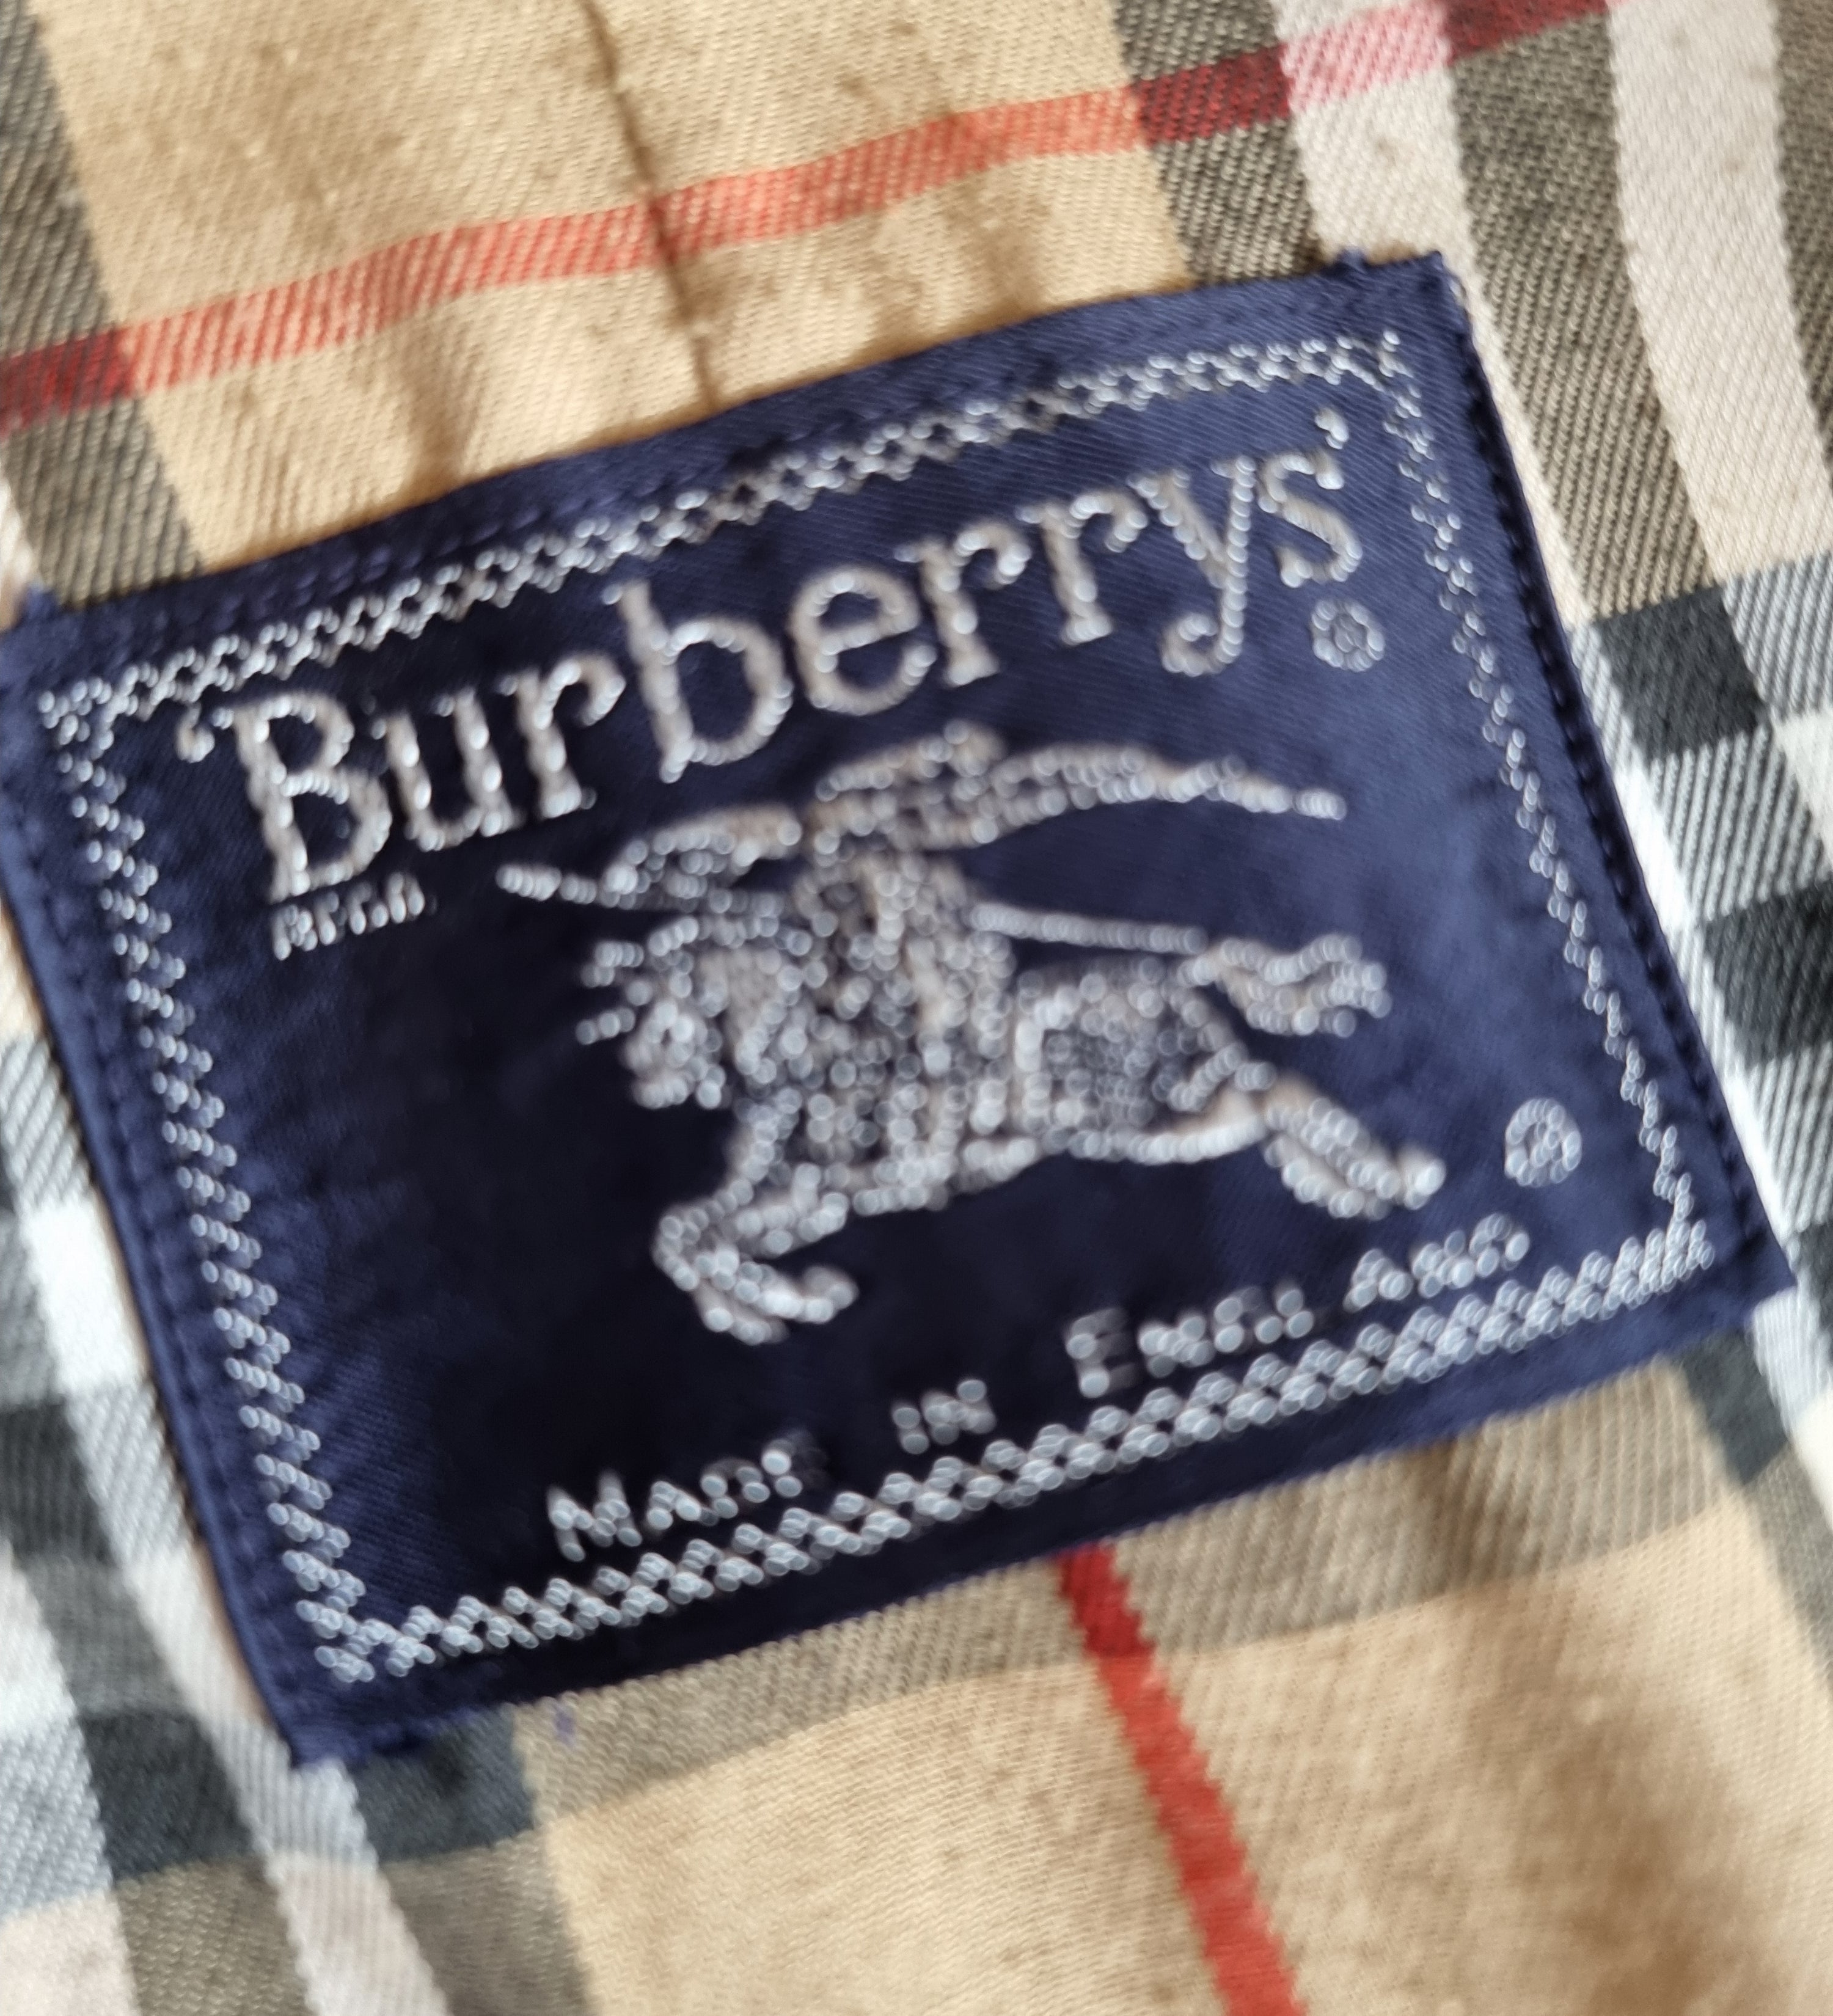 'Burberrys'®
REGD
®
MADE IN ENGLAND